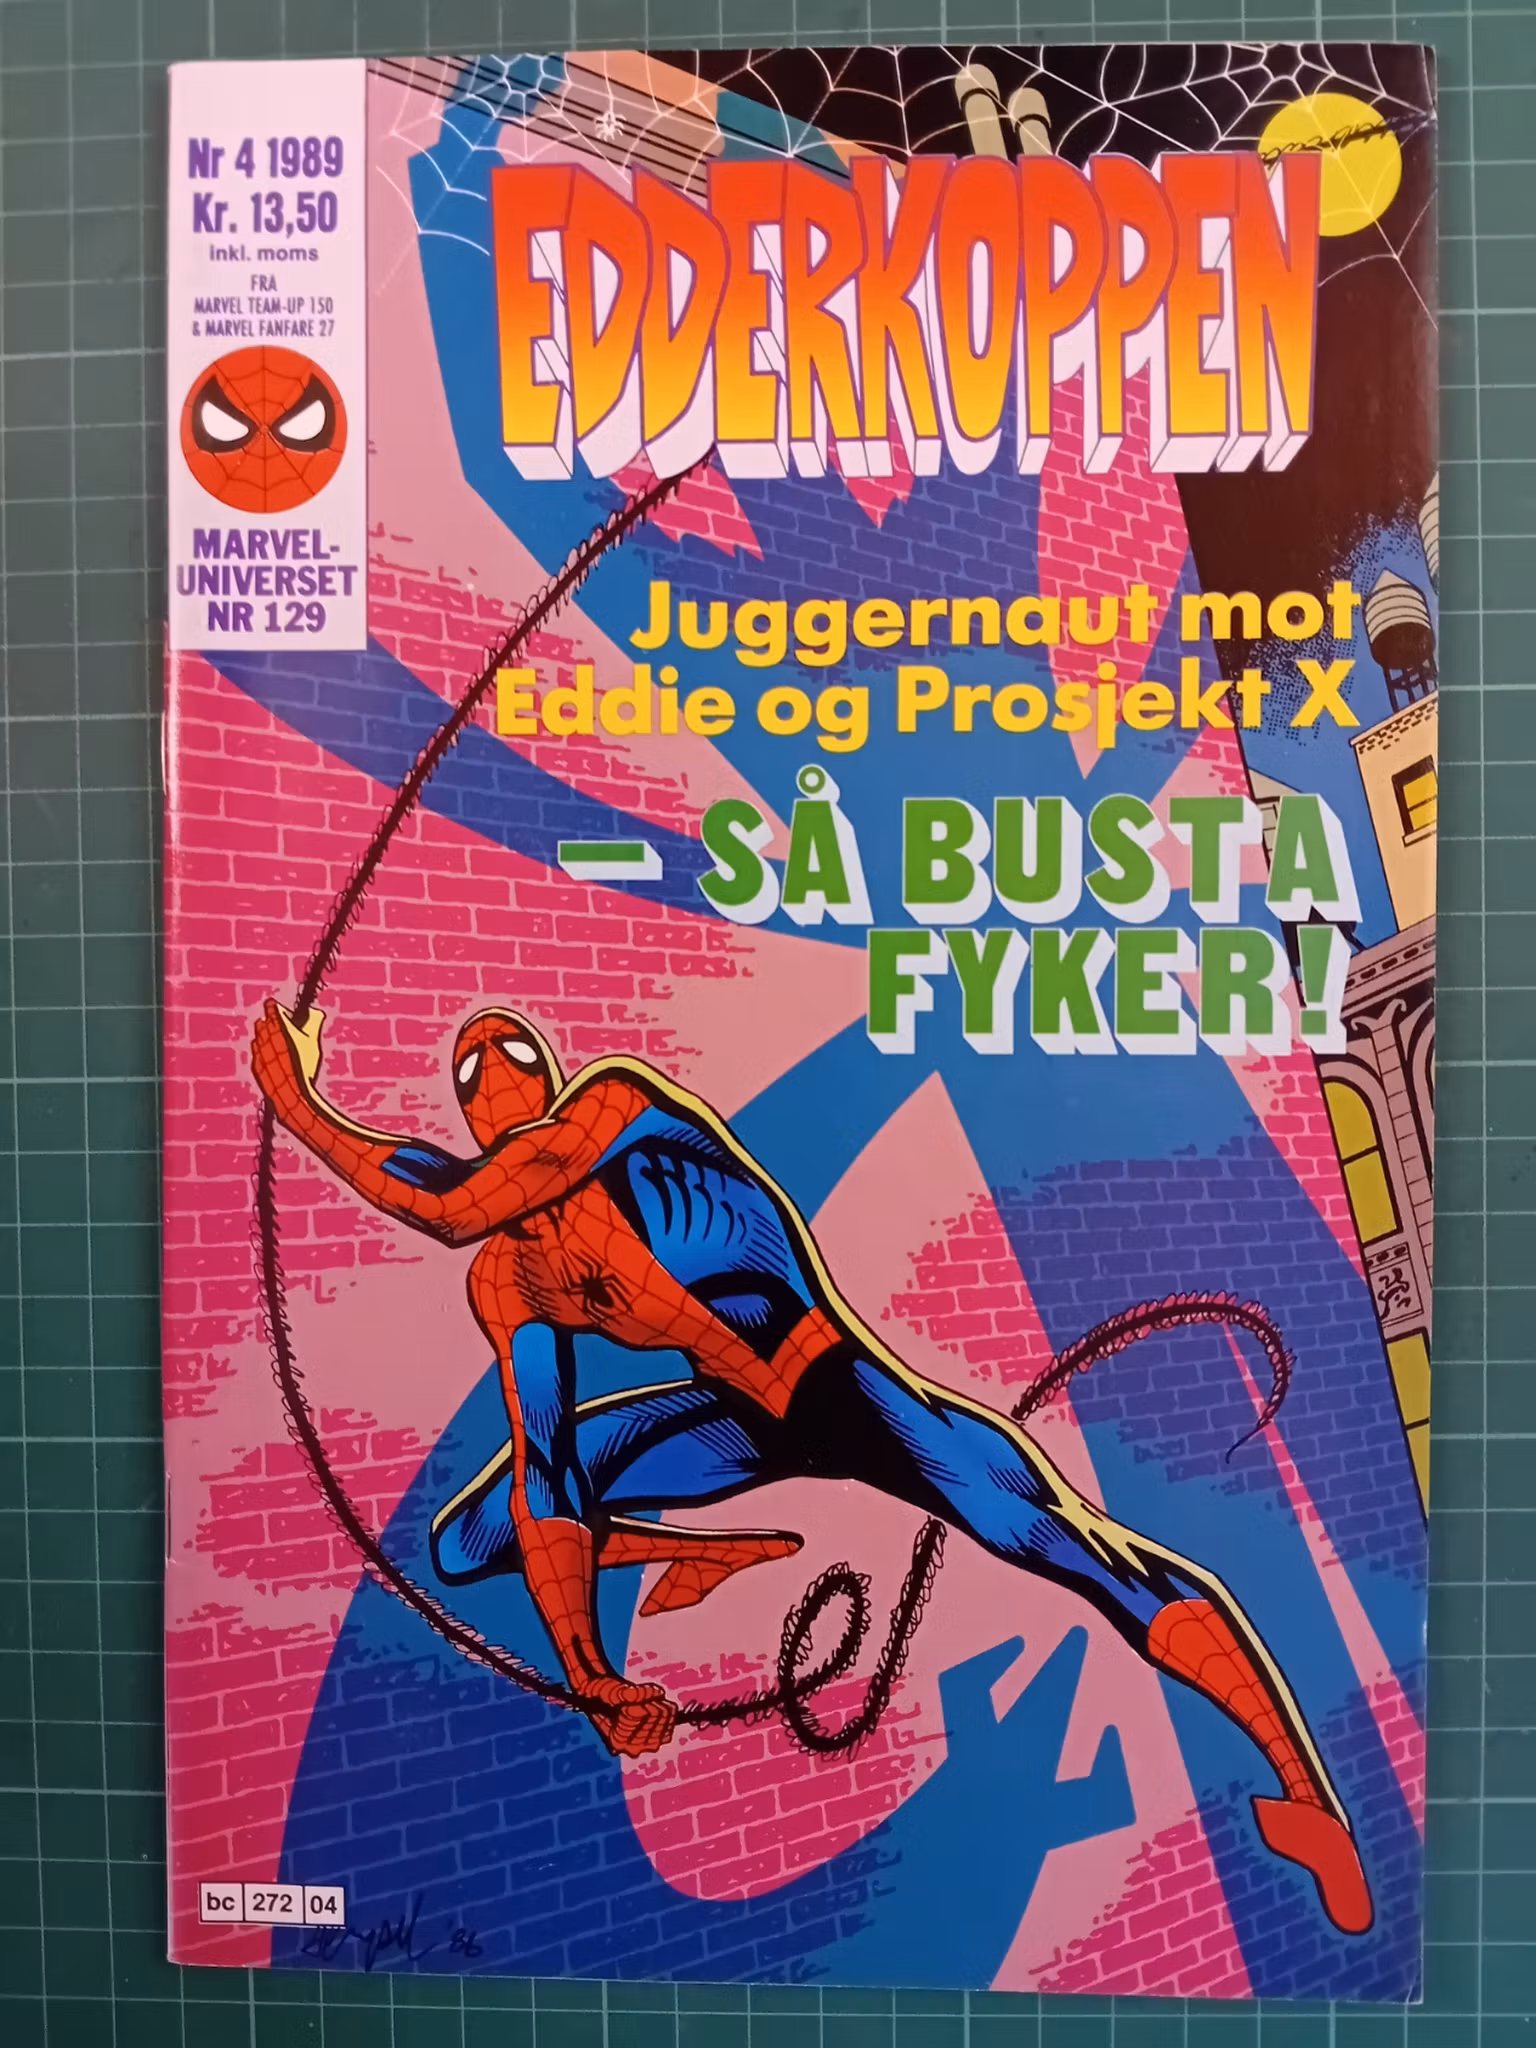 Nr 4 1989
Kr. 13,50
inkl. moms
FRA
MARVEL TEAM-UP 150
& MARVEL FANFARE 27
MARVEL-
UNIVERSET
NR 129
EDDERKOPPEN
Juggernaut mot
Eddie og Prosjekt X
– SÅ BUSTA
FYKER!
bc 272 04
'86